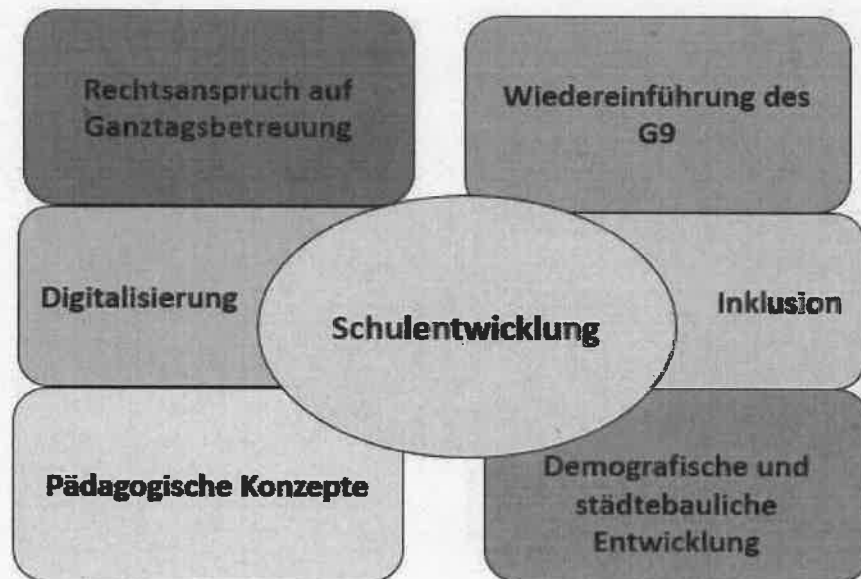 Rechtsanspruch auf
Ganztagsbetreuung
Wiedereinführung des
G9
Digitalisierung
Schulentwicklung
Inklusion
Pädagogische Konzepte
Demografische und
städtebauliche
Entwicklung